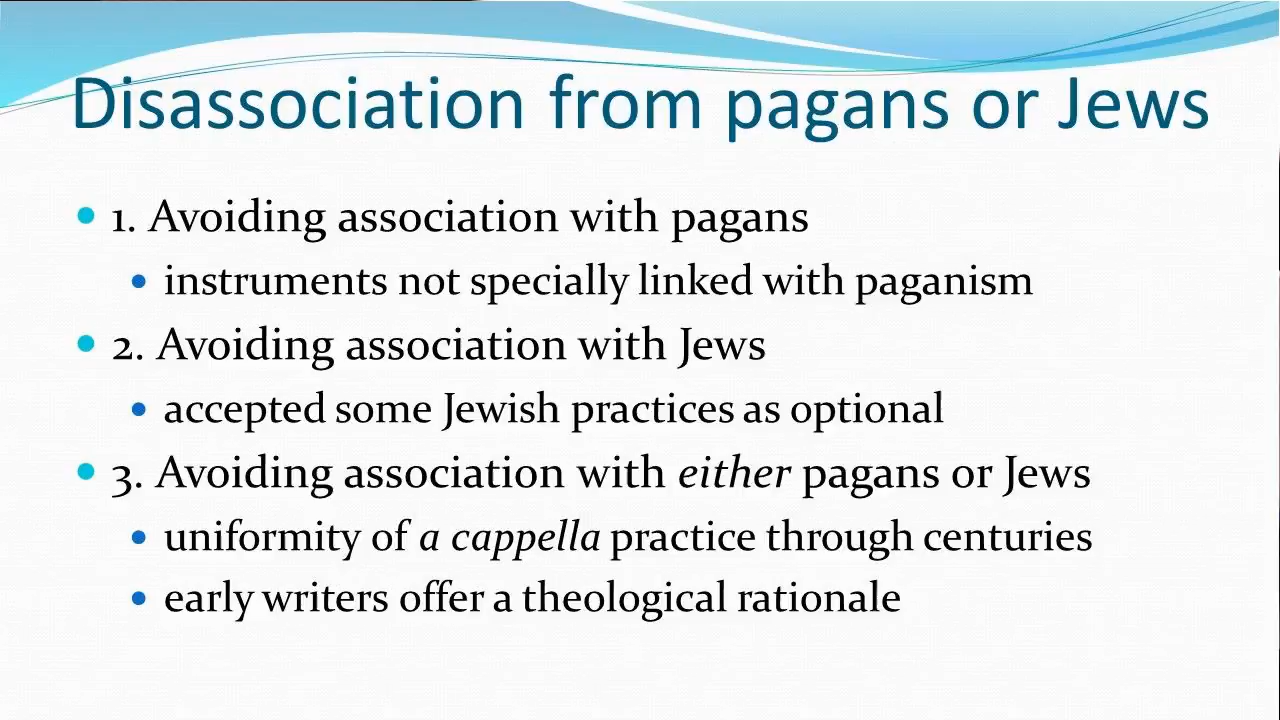 Disassociation from pagans or Jews
• 1. Avoiding association with pagans
• instruments not specially linked with paganism
• 2. Avoiding association with Jews
• accepted some Jewish practices as optional
• 3. Avoiding association with either pagans or Jews
• uniformity of a cappella practice through centuries
• early writers offer a theological rationale